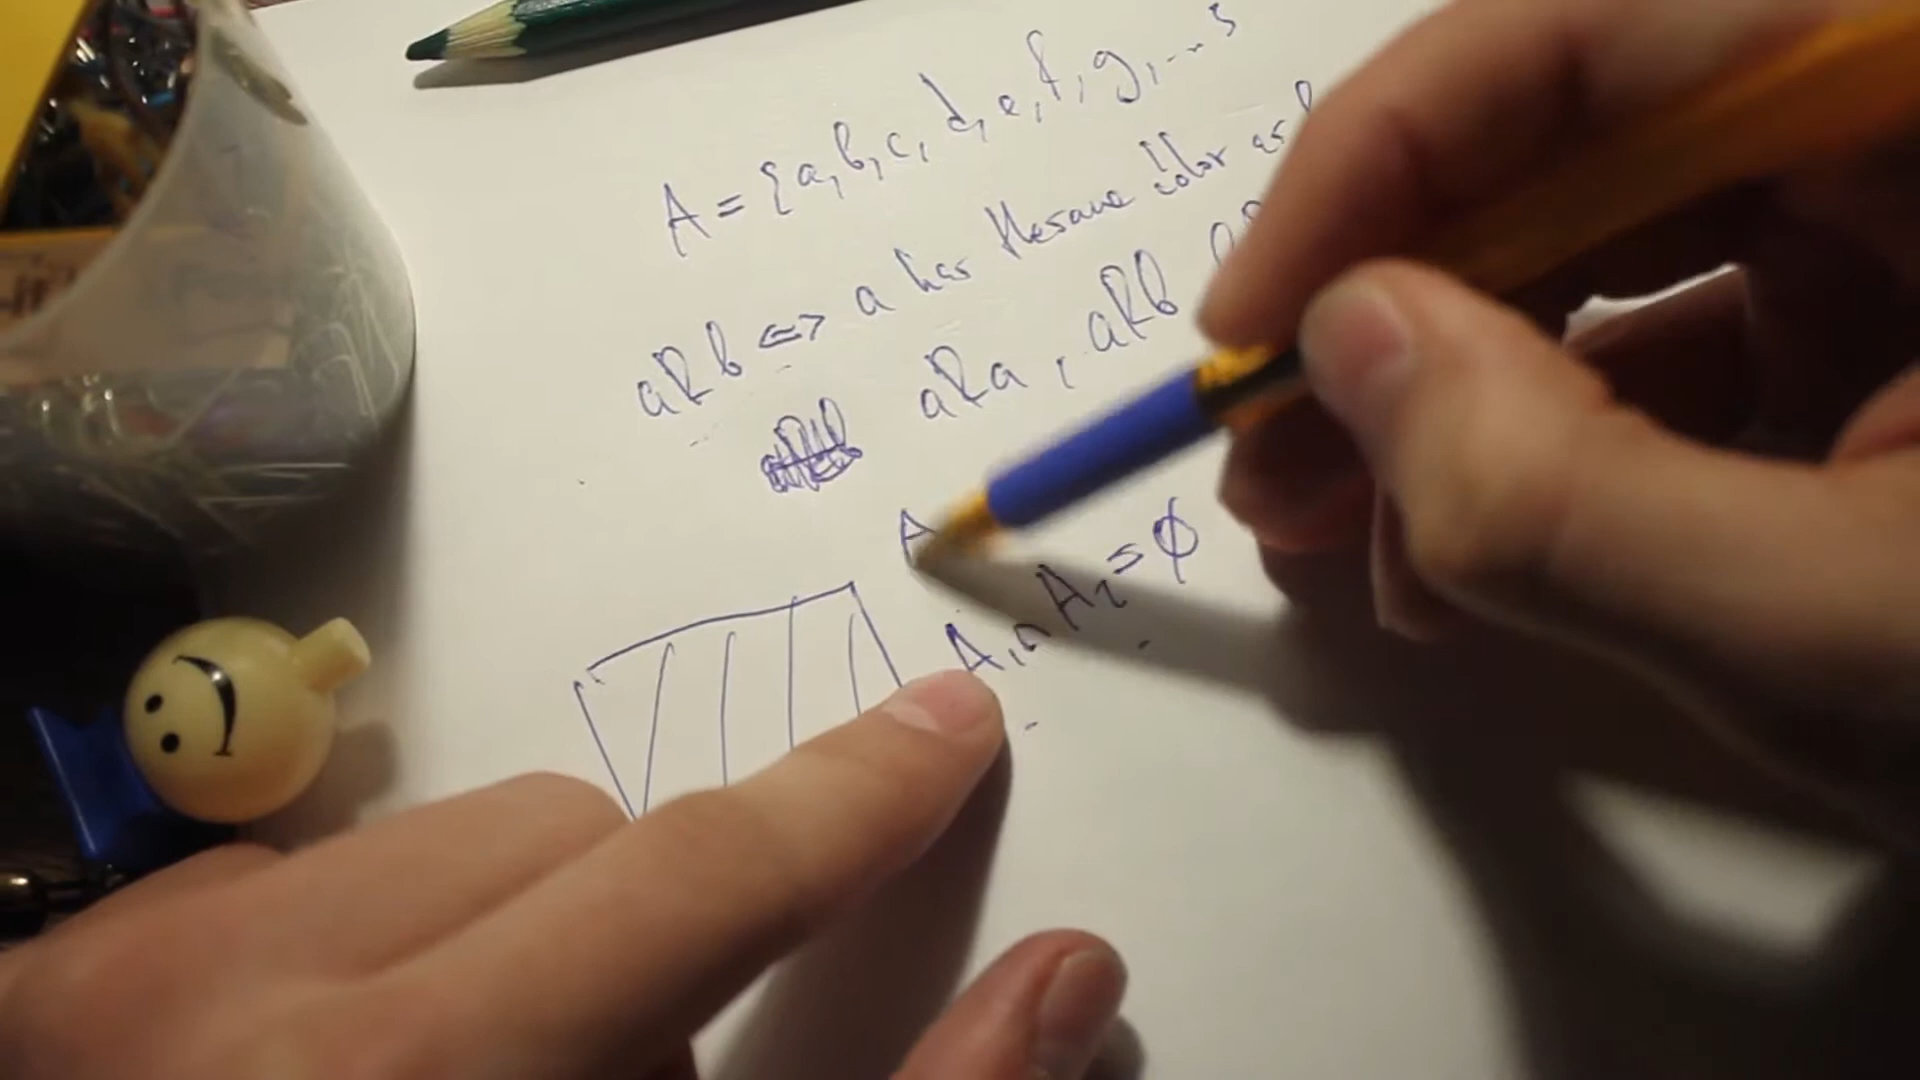 A = {a, b, c, d, e, f, g, ... }
aRb <=> a has the same color as b
aRa, aRb
A
A₁ ∩ A₂ = ∅